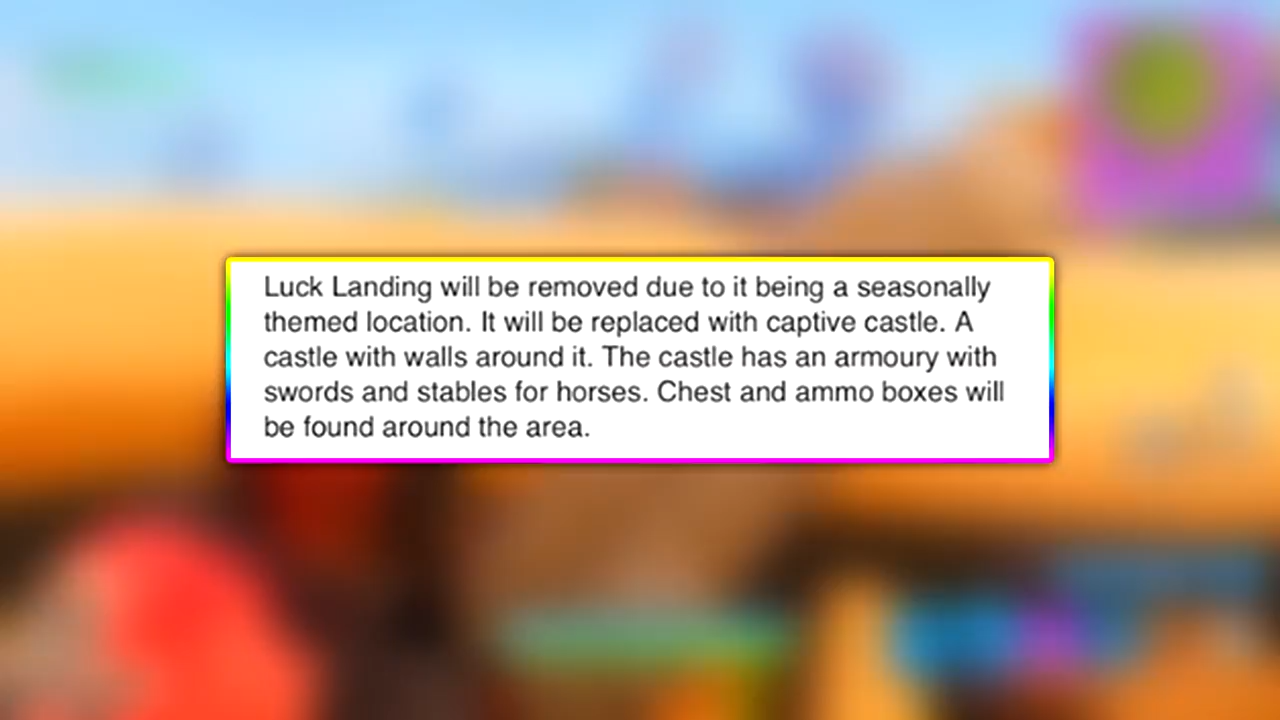 Luck Landing will be removed due to it being a seasonally
themed location. It will be replaced with captive castle. A
castle with walls around it. The castle has an armoury with
swords and stables for horses. Chest and ammo boxes will
be found around the area.